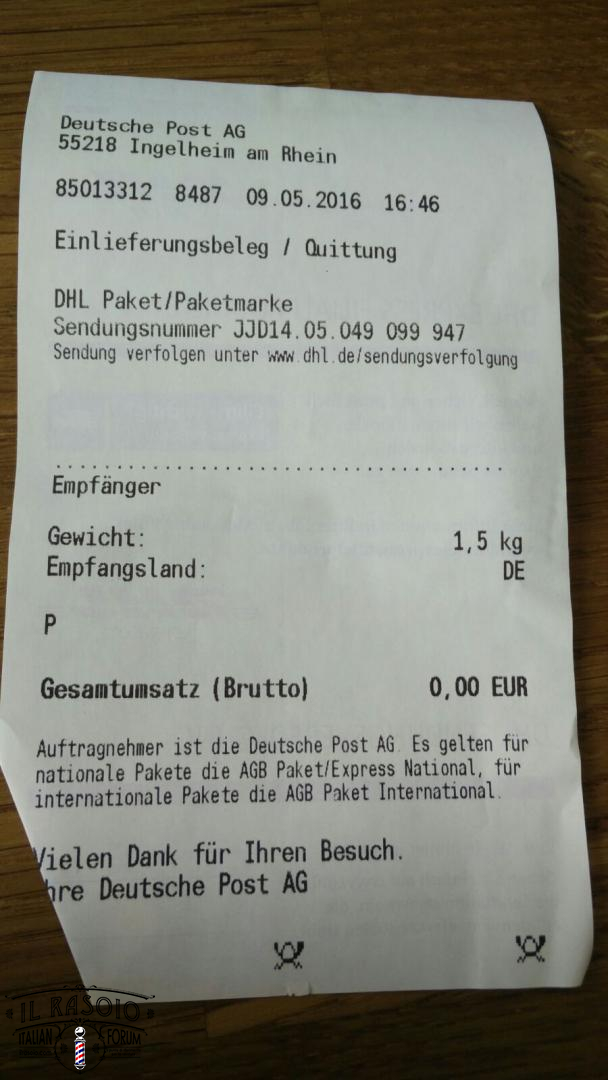 Deutsche Post AG
55218 Ingelheim am Rhein
85013312 8487 09.05.2016 16:46
Einlieferungsbeleg / Quittung
DHL Paket/Paketmarke
Sendungsnummer JJD14.05.049 099 947
Sendung verfolgen unter www.dhl.de/sendungsverfolgung
........................................
Empfänger
Gewicht: 1,5 kg
Empfangsland: DE
P
Gesamtumsatz (Brutto) 0,00 EUR
Auftragnehmer ist die Deutsche Post AG. Es gelten für
nationale Pakete die AGB Paket/Express National, für
internationale Pakete die AGB Paket International.
Vielen Dank für Ihren Besuch.
hre Deutsche Post AG
IL RASOIO
ITALIAN FORUM